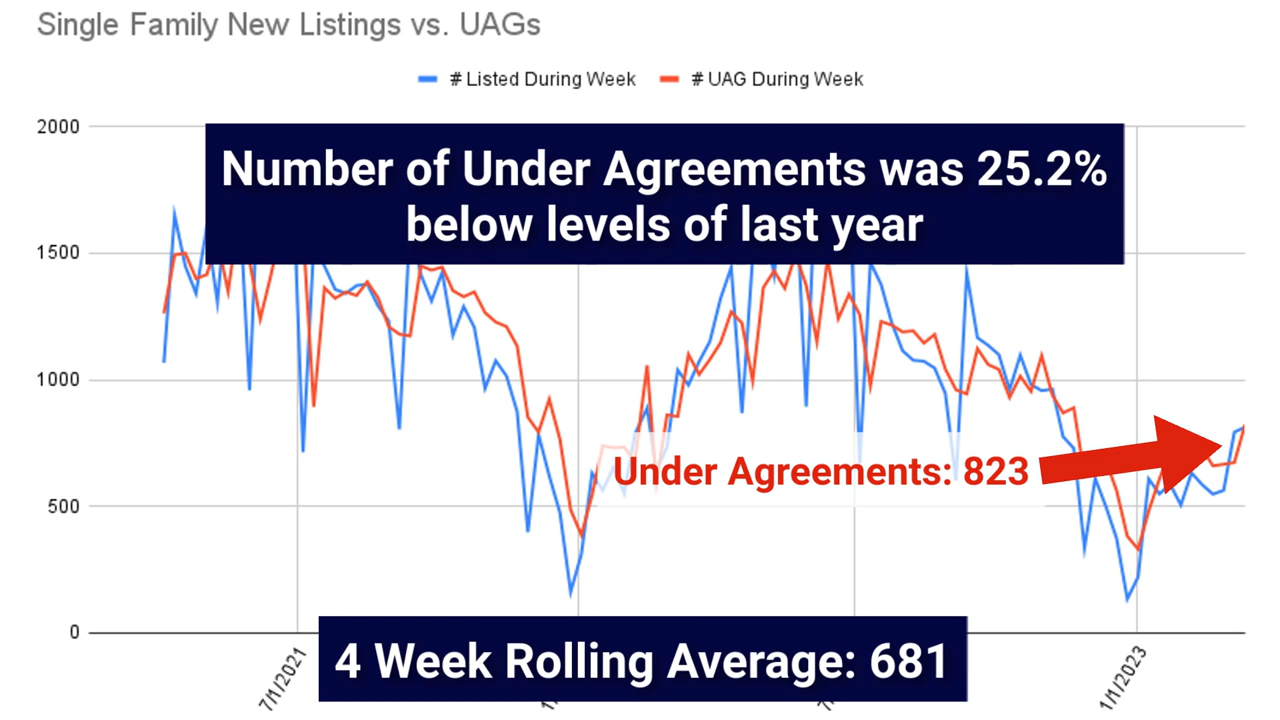 Single Family New Listings vs. UAGs
# Listed During Week
# UAG During Week
2000
Number of Under Agreements was 25.2%
below levels of last year
1500
1000
Under Agreements: 823
500
0
4 Week Rolling Average: 681
7/1/2021
1/1/2023